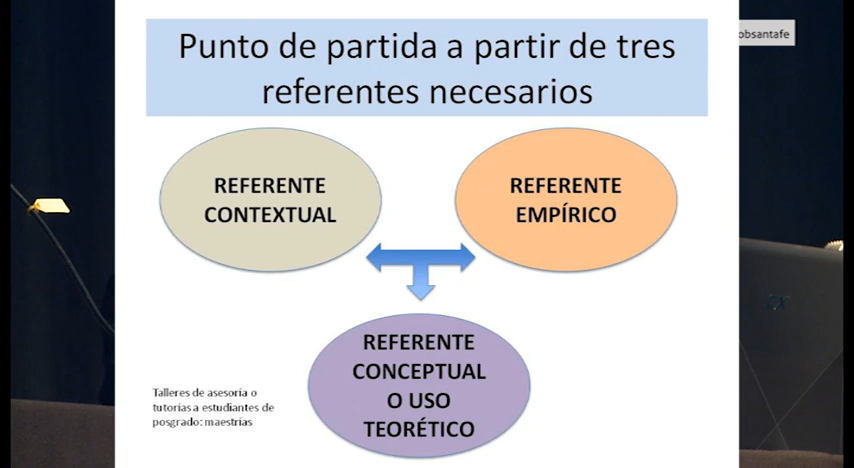 Punto de partida a partir de tres
referentes necesarios
obsantafe
REFERENTE
CONTEXTUAL
REFERENTE
EMPÍRICO
REFERENTE
CONCEPTUAL
O USO
TEORÉTICO
Talleres de asesoría o
tutorías a estudiantes de
posgrado: maestrías